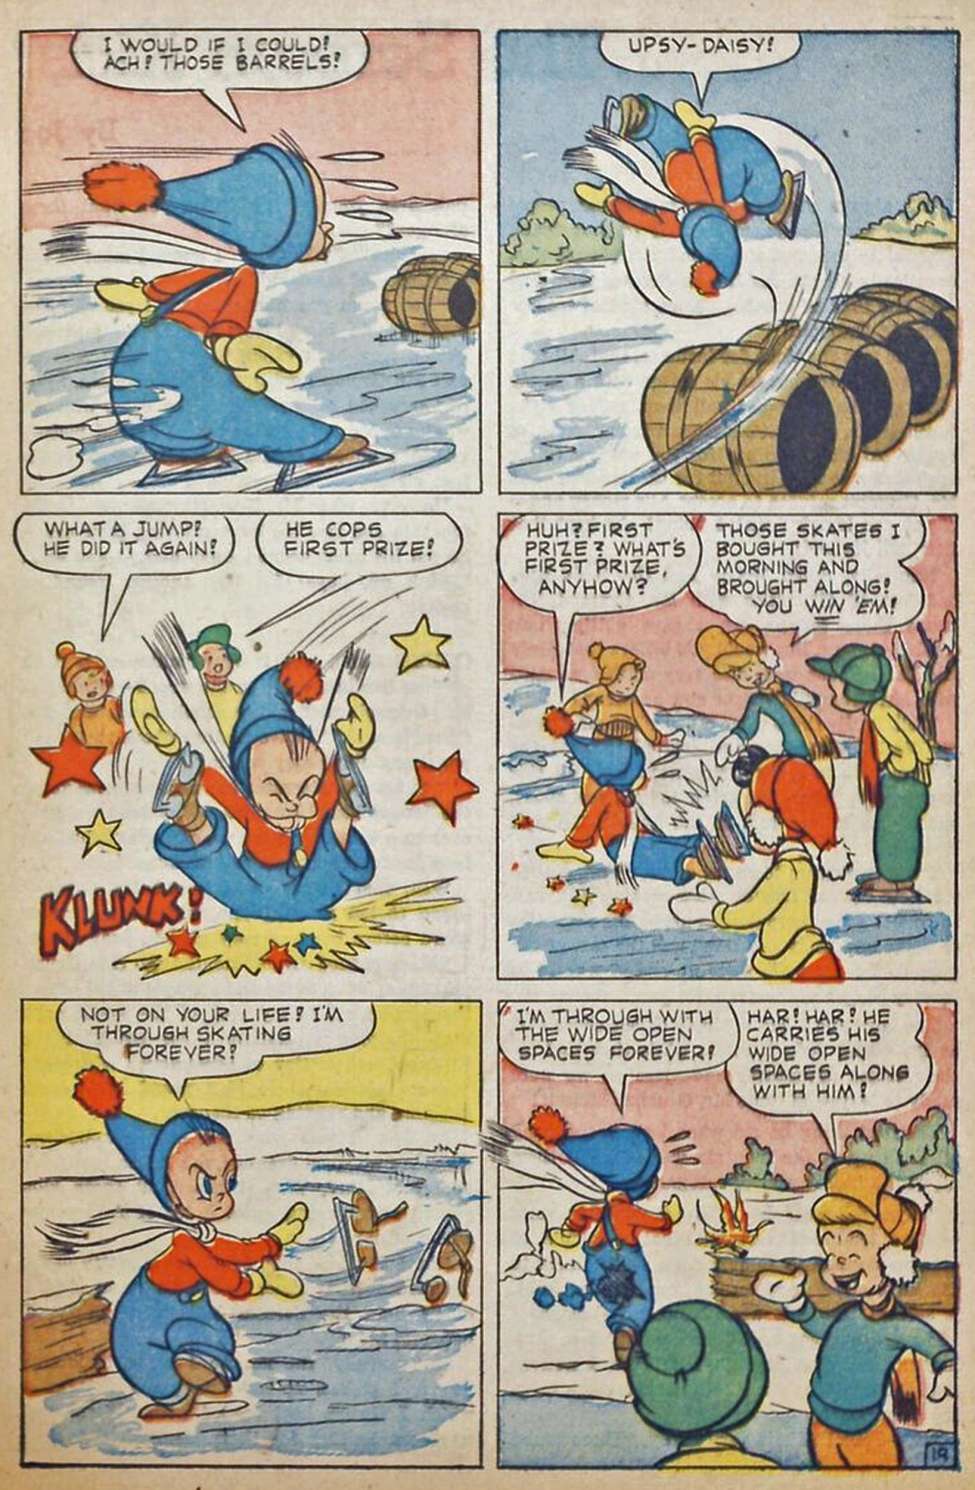 I WOULD IF I COULD!
ACH! THOSE BARRELS!
UPSY-DAISY!
WHAT A JUMP!
HE DID IT AGAIN!
HE COPS
FIRST PRIZE!
KLUNK!
HUH? FIRST
PRIZE? WHAT'S
FIRST PRIZE,
ANYHOW?
THOSE SKATES I
BOUGHT THIS
MORNING AND
BROUGHT ALONG!
YOU WIN 'EM!
NOT ON YOUR LIFE! I'M
THROUGH SKATING
FOREVER!
I'M THROUGH WITH
THE WIDE OPEN
SPACES FOREVER!
HAR! HAR! HE
CARRIES HIS
WIDE OPEN
SPACES ALONG
WITH HIM!